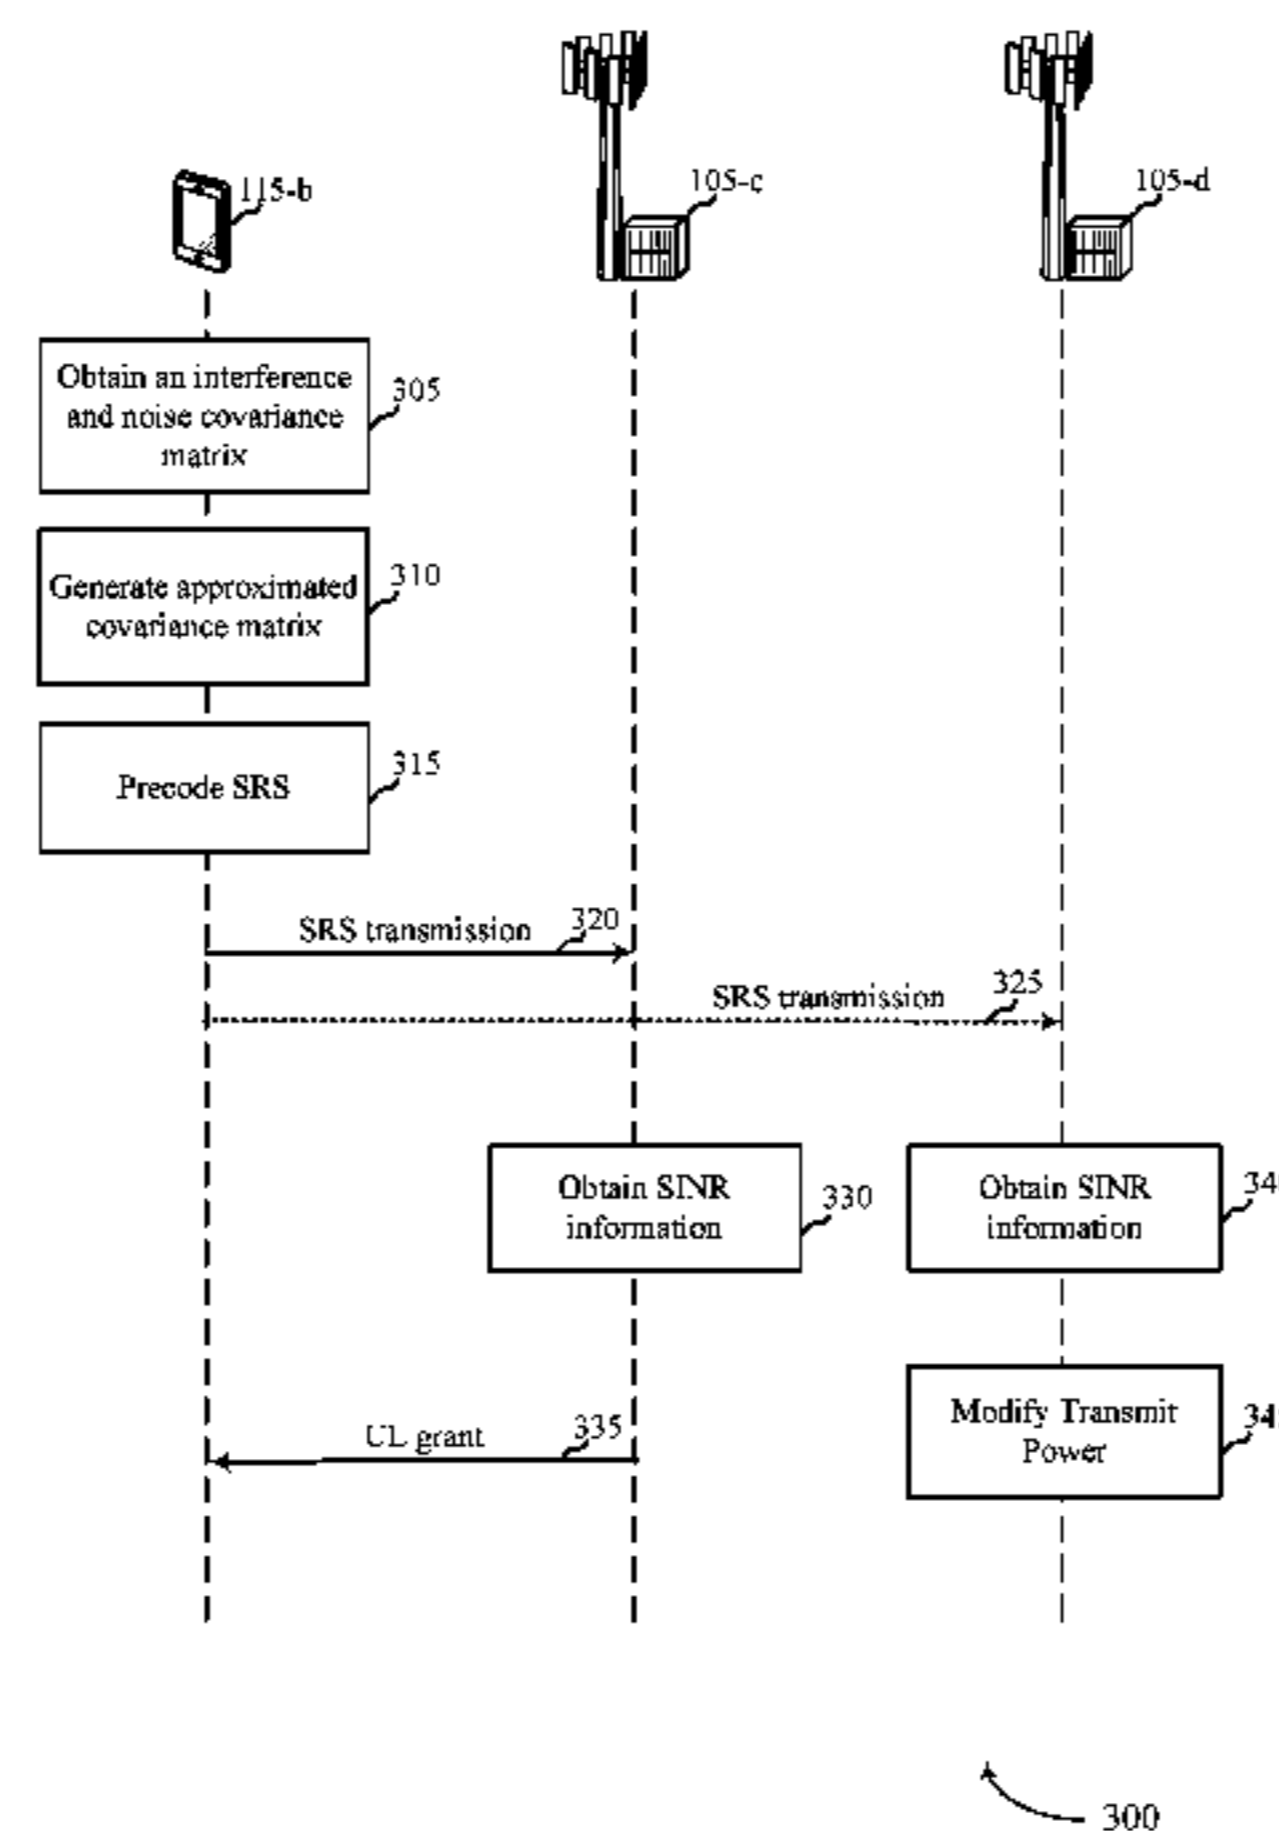 115-b
105-c
105-d
Obtain an interference
and noise covariance
matrix
305
Generate approximated
covariance matrix
310
Precode SRS
315
SRS transmission
320
SRS transmission
325
Obtain SINR
information
330
Obtain SINR
information
UL grant
335
Modify Transmit
Power
300